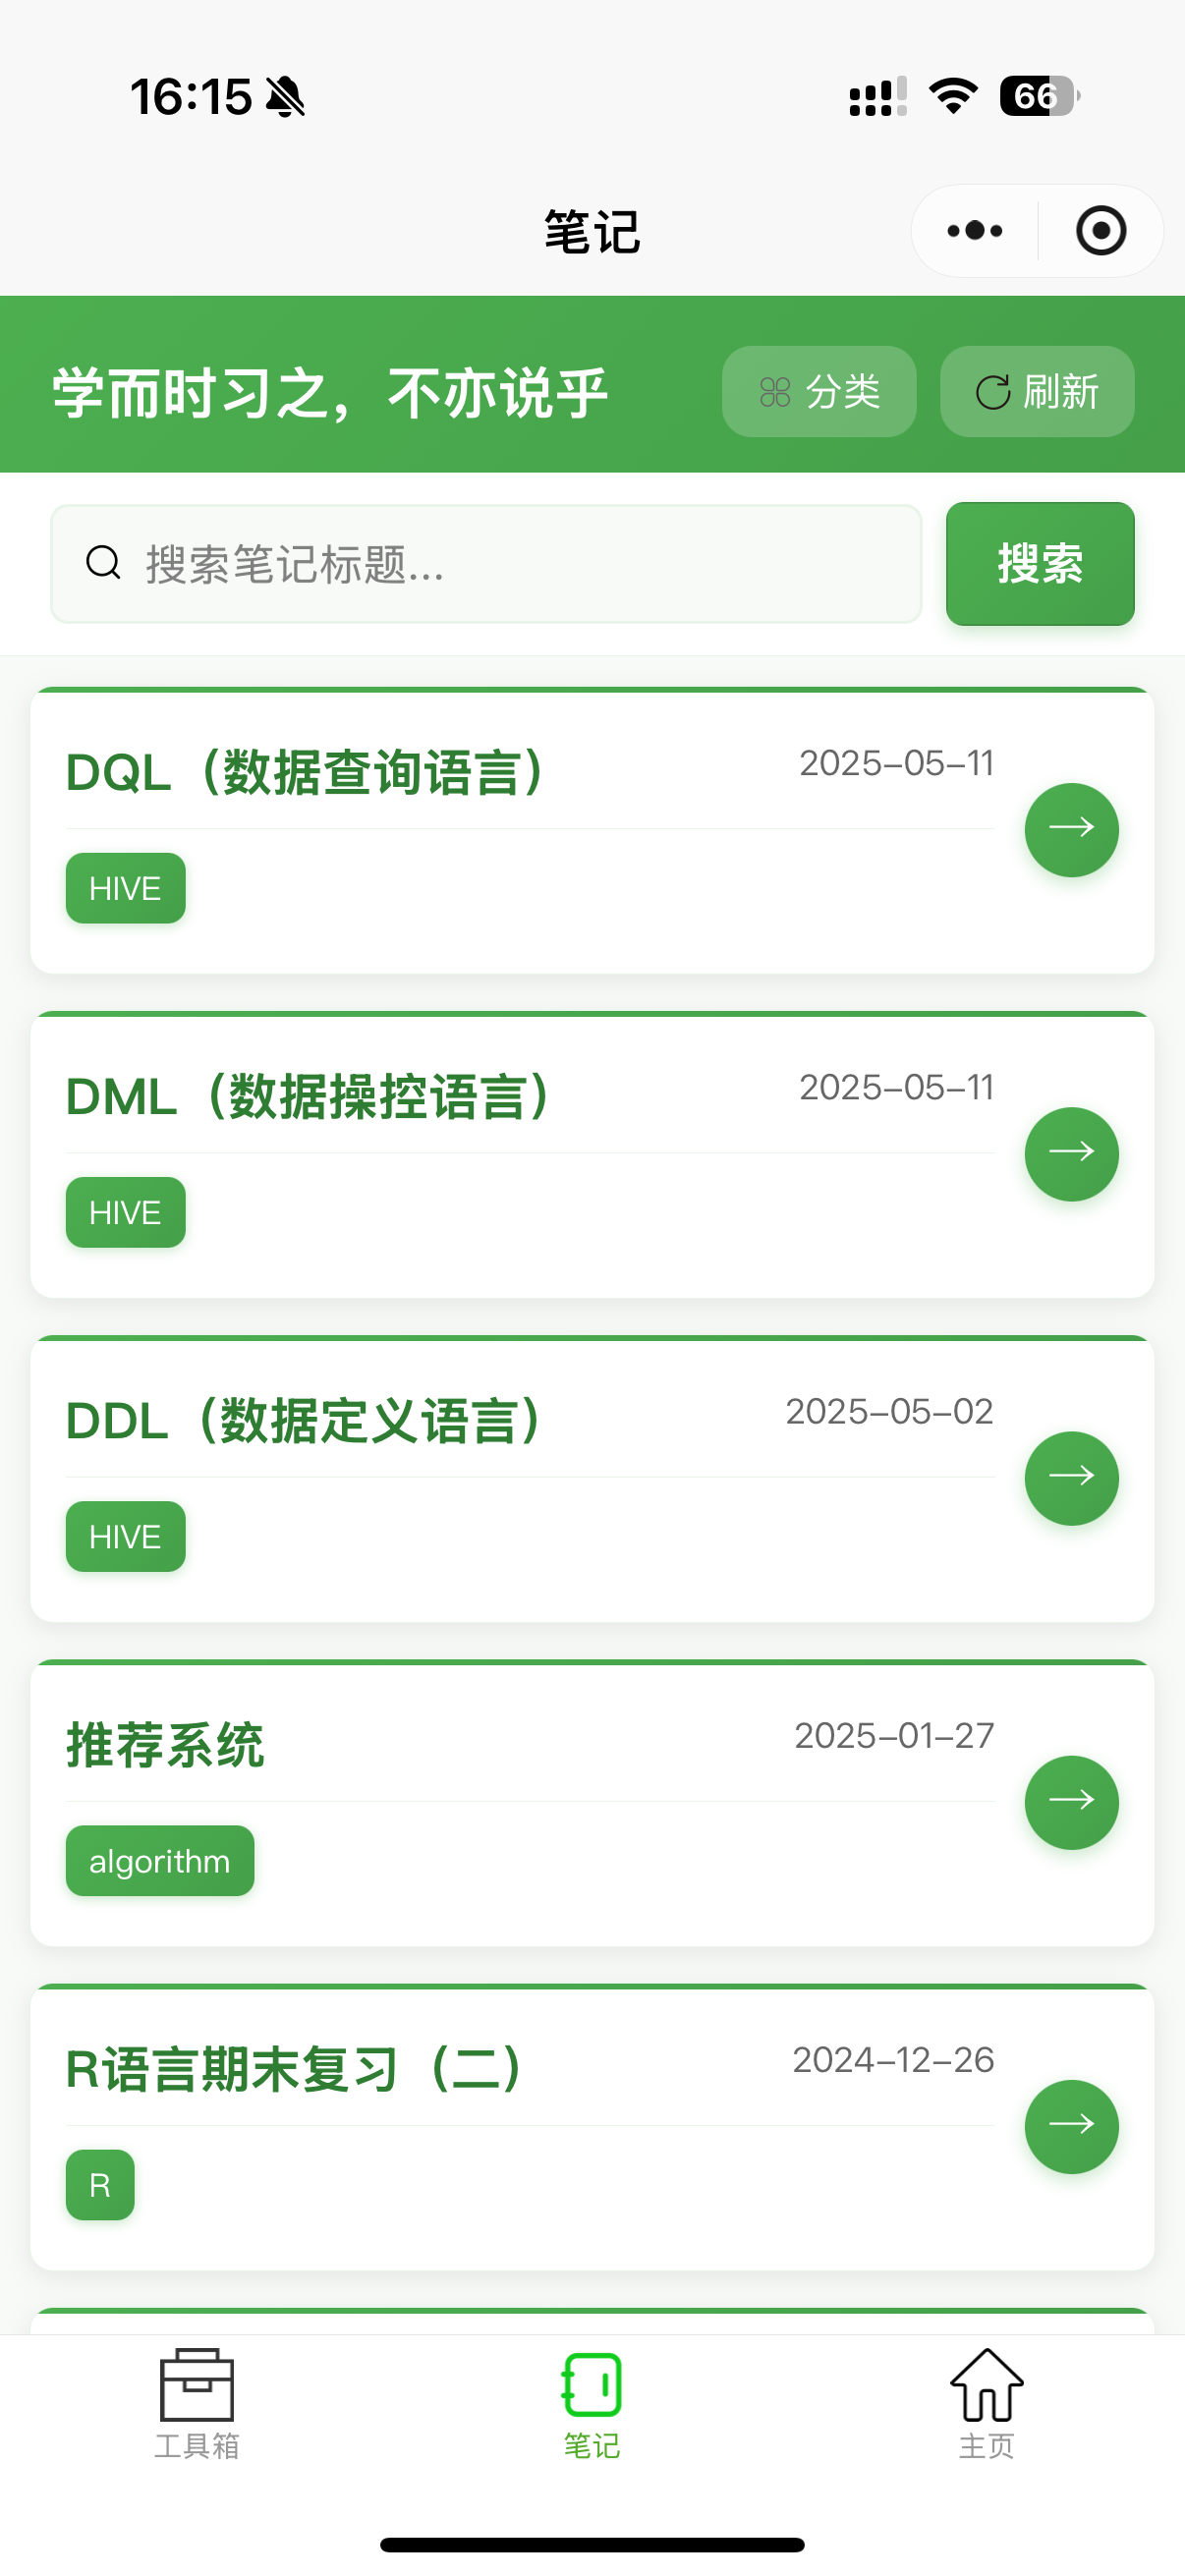 16:15
66
笔记
学而时习之，不亦说乎
分类
刷新
搜索笔记标题...
搜索
DQL（数据查询语言）
2025-05-11
HIVE
DML（数据操控语言）
2025-05-11
HIVE
DDL（数据定义语言）
2025-05-02
HIVE
推荐系统
2025-01-27
algorithm
R语言期末复习（二）
2024-12-26
R
工具箱
笔记
主页